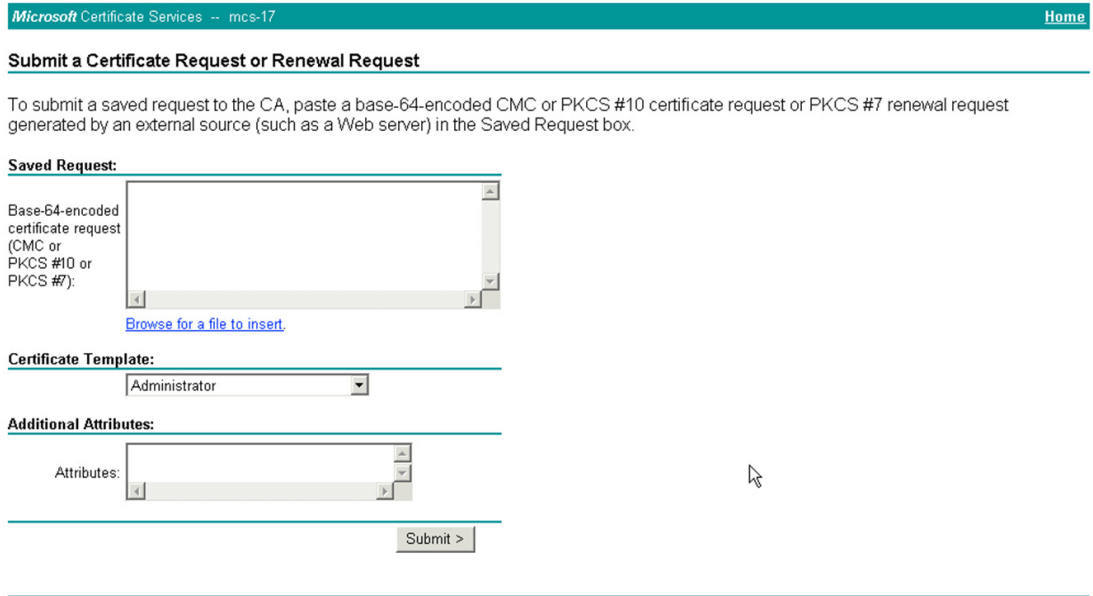 Microsoft Certificate Services -- mcs-17 Home
Submit a Certificate Request or Renewal Request
To submit a saved request to the CA, paste a base-64-encoded CMC or PKCS #10 certificate request or PKCS #7 renewal request
generated by an external source (such as a Web server) in the Saved Request box.
Saved Request:
Base-64-encoded
certificate request
(CMC or
PKCS #10 or
PKCS #7):
Browse for a file to insert.
Certificate Template:
Administrator
Additional Attributes:
Attributes:
Submit >